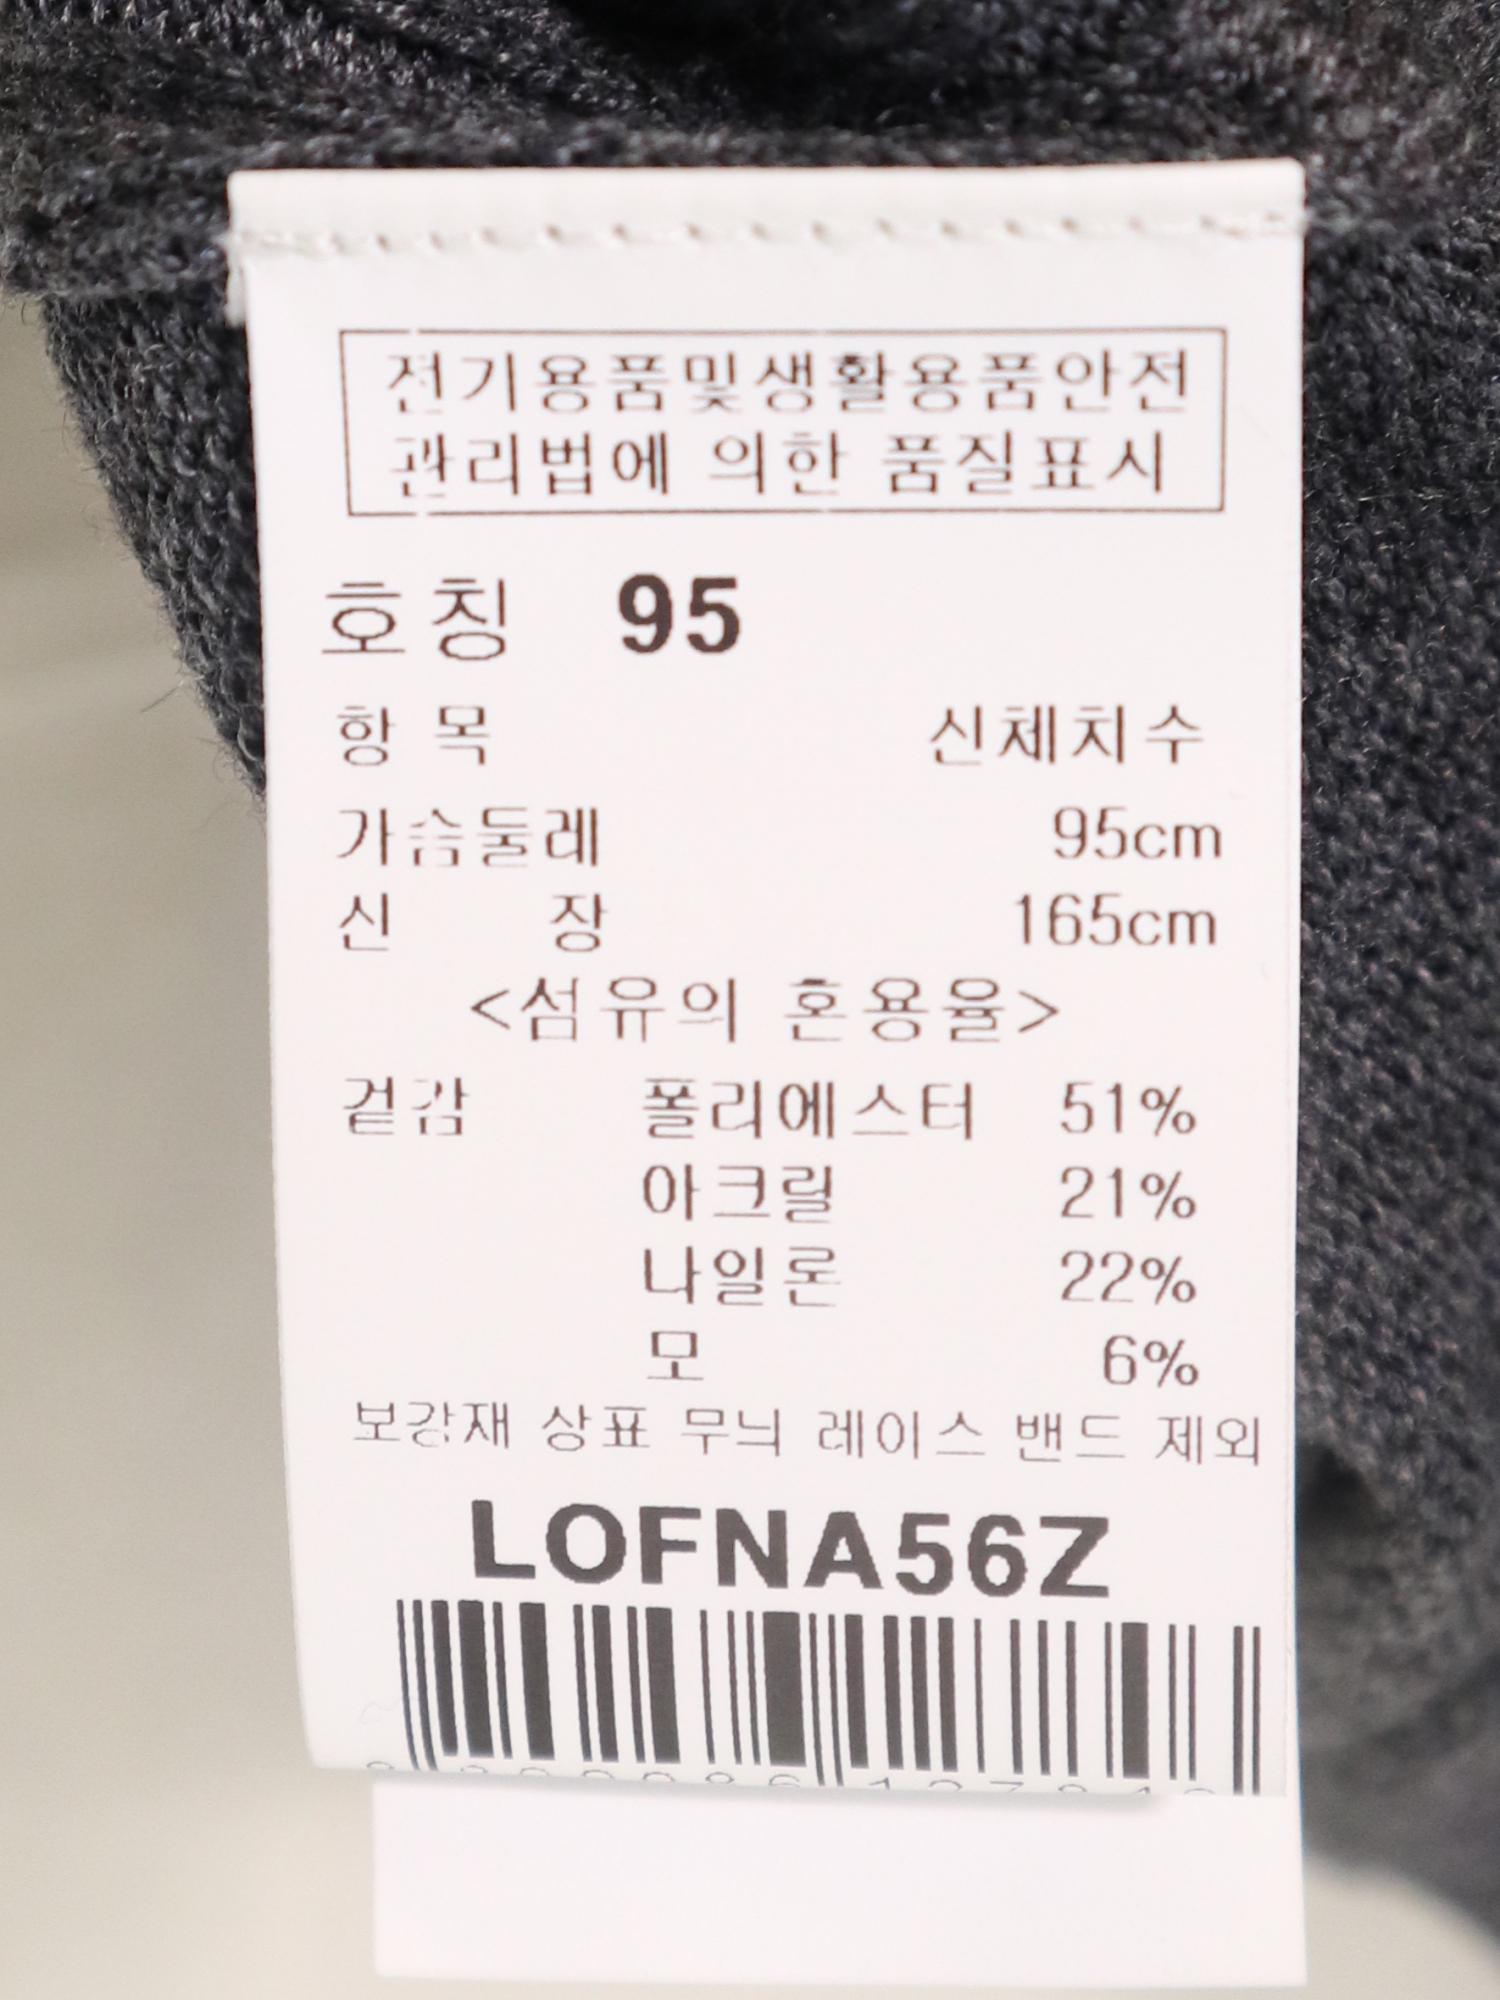 전기용품및생활용품안전
관리법에 의한 품질표시
호칭 95
항 목 신체치수
가슴둘레 95cm
신 장 165cm
<섬유의 혼용율>
겉감 폴리에스터 51%
아크릴 21%
나일론 22%
모 6%
보강재 상표 무늬 레이스 밴드 제외
LOFNA56Z